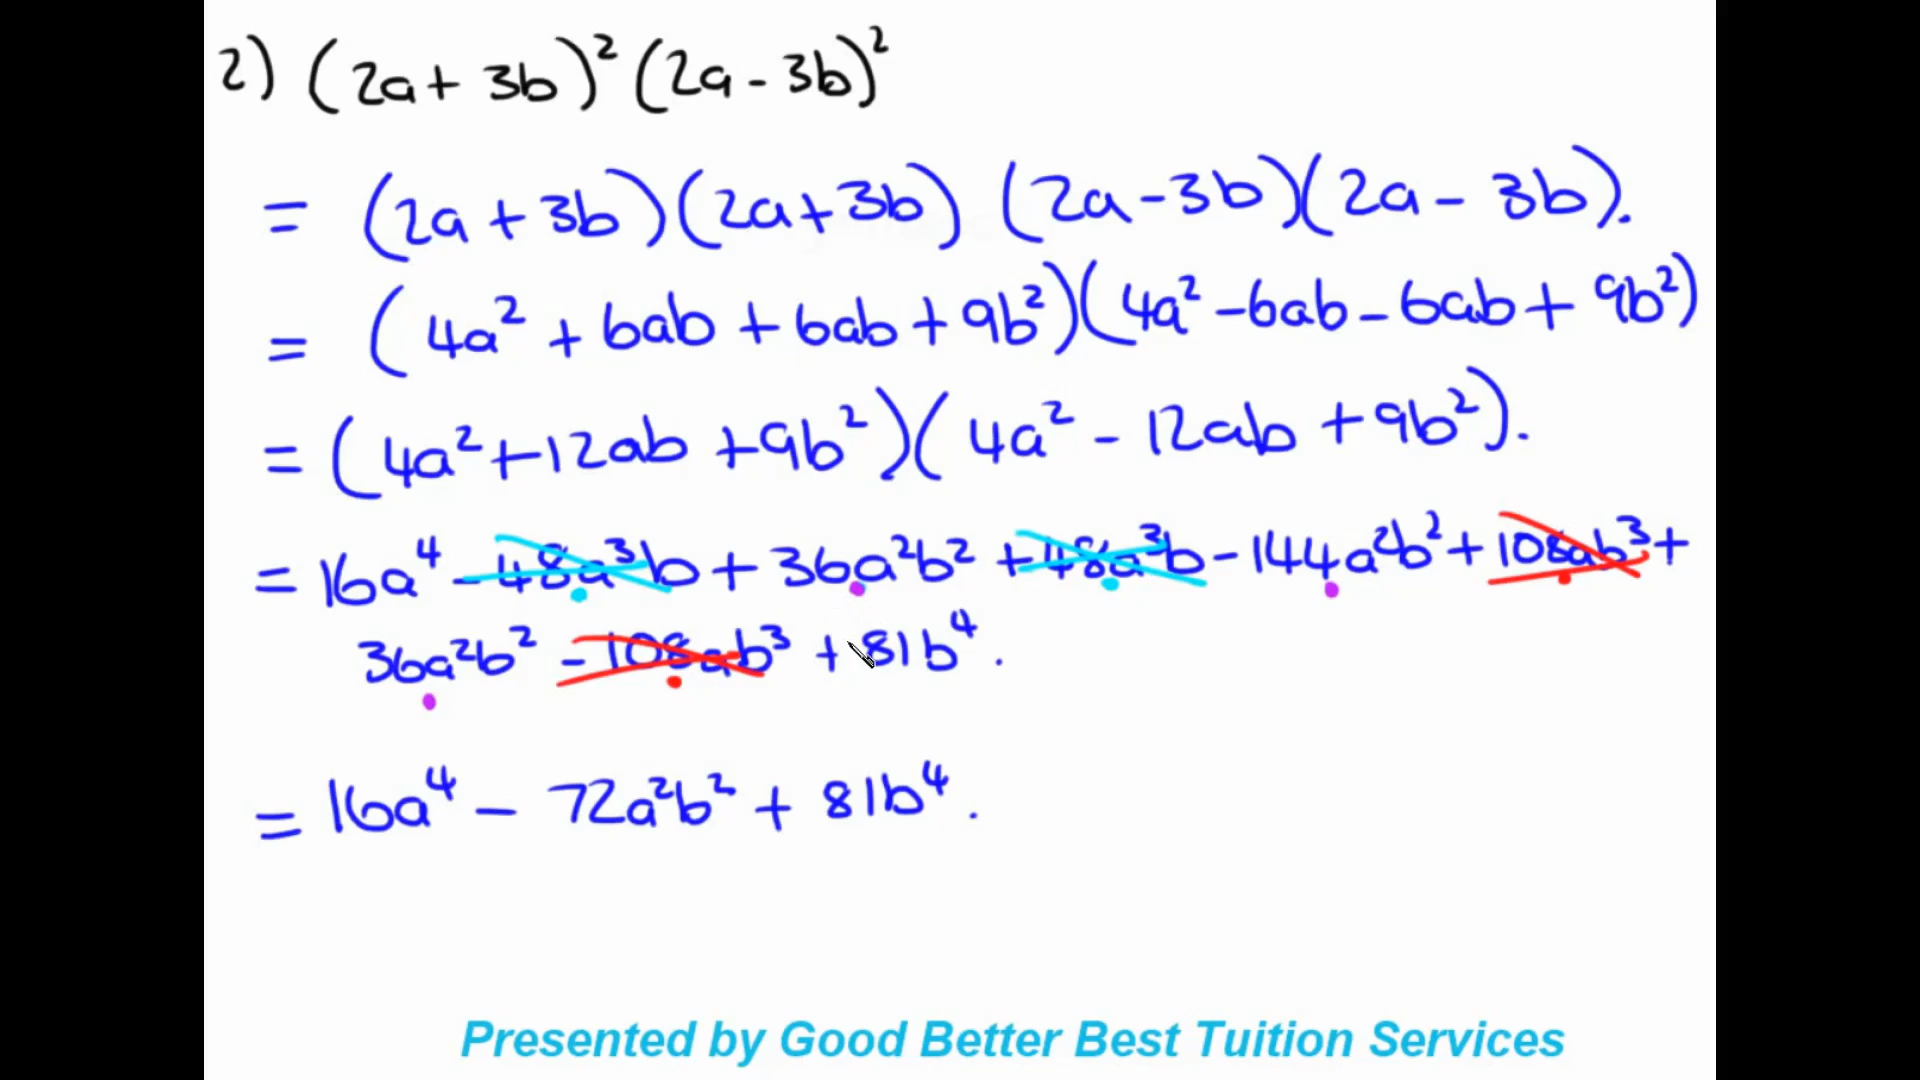 2) (2a + 3b)² (2a - 3b)²
= (2a + 3b)(2a + 3b) (2a - 3b)(2a - 3b).
= (4a² + 6ab + 6ab + 9b²)(4a² - 6ab - 6ab + 9b²)
= (4a² + 12ab + 9b²)(4a² - 12ab + 9b²).
= 16a⁴ - 48a³b + 36a²b² + 48a³b - 144a²b² + 108ab³ +
36a²b² - 108ab³ + 81b⁴.
= 16a⁴ - 72a²b² + 81b⁴.
Presented by Good Better Best Tuition Services